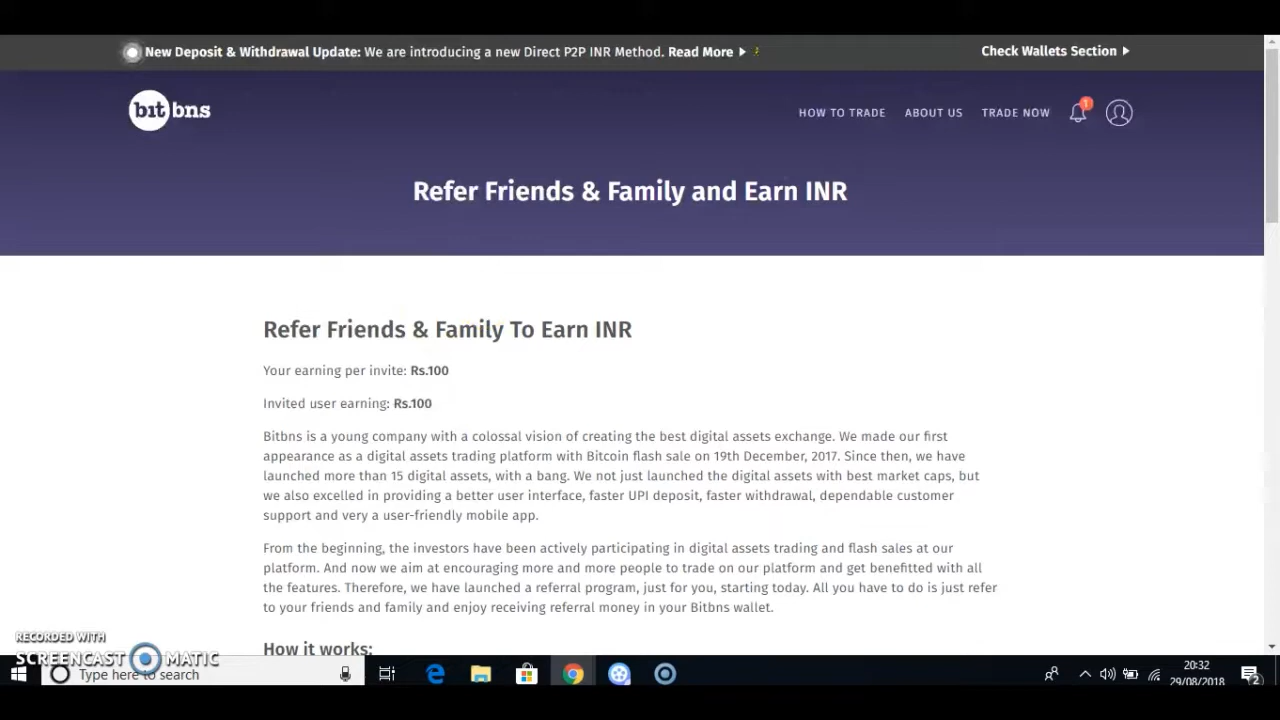 New Deposit & Withdrawal Update: We are introducing a new Direct P2P INR Method. Read More
Check Wallets Section
bitbns
HOW TO TRADE ABOUT US TRADE NOW 1
Refer Friends & Family and Earn INR
Refer Friends & Family To Earn INR
Your earning per invite: Rs.100
Invited user earning: Rs.100
Bitbns is a young company with a colossal vision of creating the best digital assets exchange. We made our first
appearance as a digital assets trading platform with Bitcoin flash sale on 19th December, 2017. Since then, we have
launched more than 15 digital assets, with a bang. We not just launched the digital assets with best market caps, but
we also excelled in providing a better user interface, faster UPI deposit, faster withdrawal, dependable customer
support and very a user-friendly mobile app.
From the beginning, the investors have been actively participating in digital assets trading and flash sales at our
platform. And now we aim at encouraging more and more people to trade on our platform and get benefitted with all
the features. Therefore, we have launched a referral program, just for you, starting today. All you have to do is just refer
to your friends and family and enjoy receiving referral money in your Bitbns wallet.
How it works:
RECORDED WITH
SCREENCAST MATIC
Type here to search
20:32
29/08/2018
2